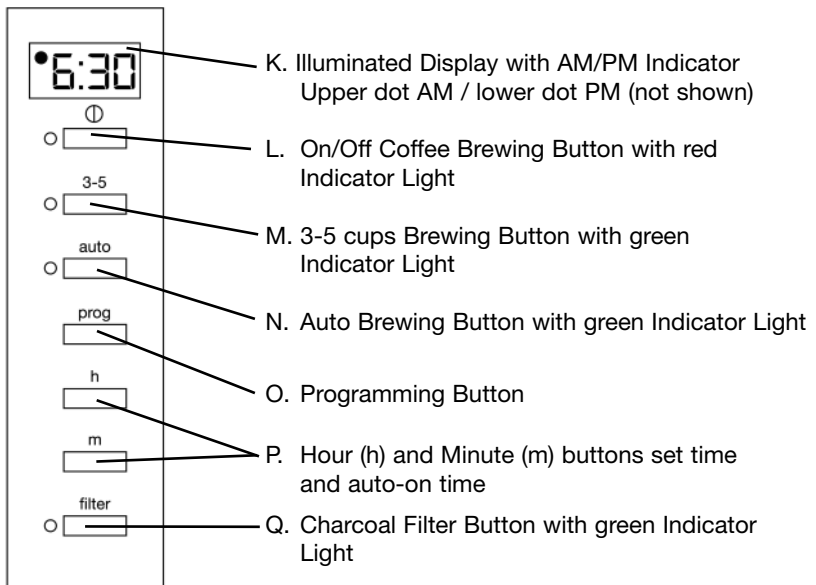 6:30
K. Illuminated Display with AM/PM Indicator
Upper dot AM / lower dot PM (not shown)
L. On/Off Coffee Brewing Button with red
Indicator Light
3-5
M. 3-5 cups Brewing Button with green
Indicator Light
auto
N. Auto Brewing Button with green Indicator Light
prog
O. Programming Button
h
m
P. Hour (h) and Minute (m) buttons set time
and auto-on time
filter
Q. Charcoal Filter Button with green Indicator
Light